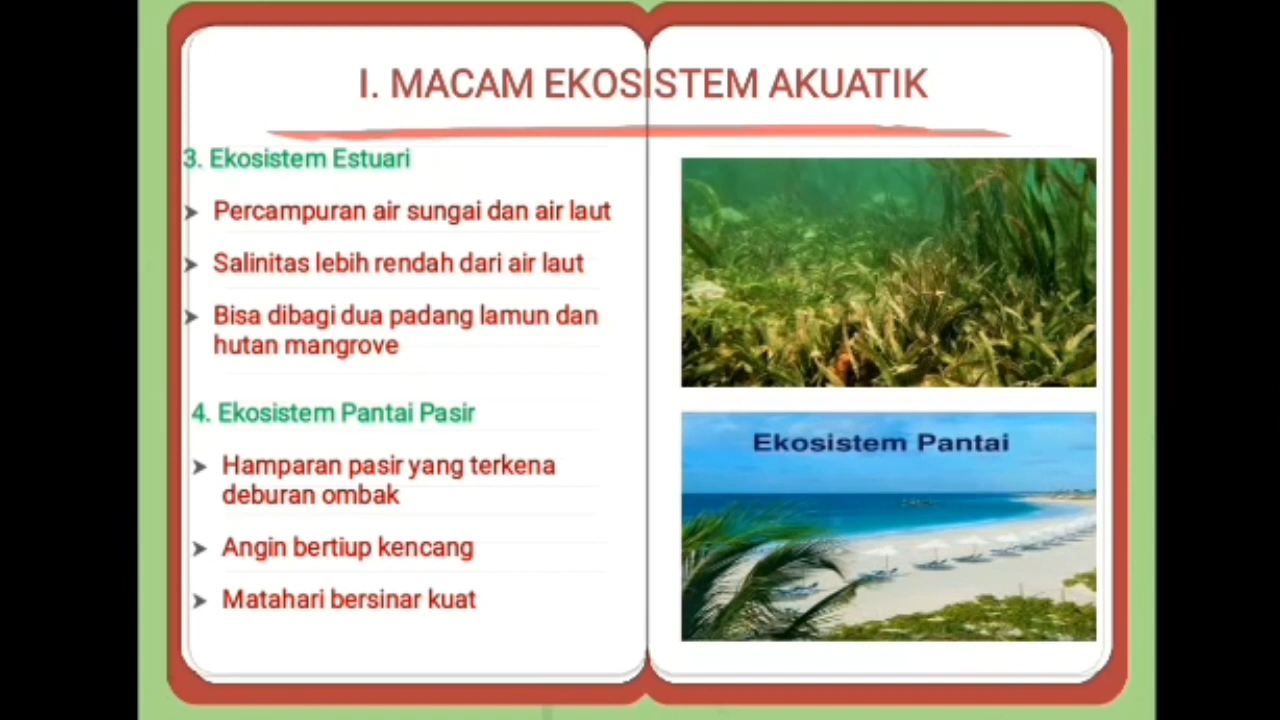 I. MACAM EKOSISTEM AKUATIK
3. Ekosistem Estuari
Percampuran air sungai dan air laut
Salinitas lebih rendah dari air laut
Bisa dibagi dua padang lamun dan
hutan mangrove
4. Ekosistem Pantai Pasir
Hamparan pasir yang terkena
deburan ombak
Angin bertiup kencang
Matahari bersinar kuat
Ekosistem Pantai